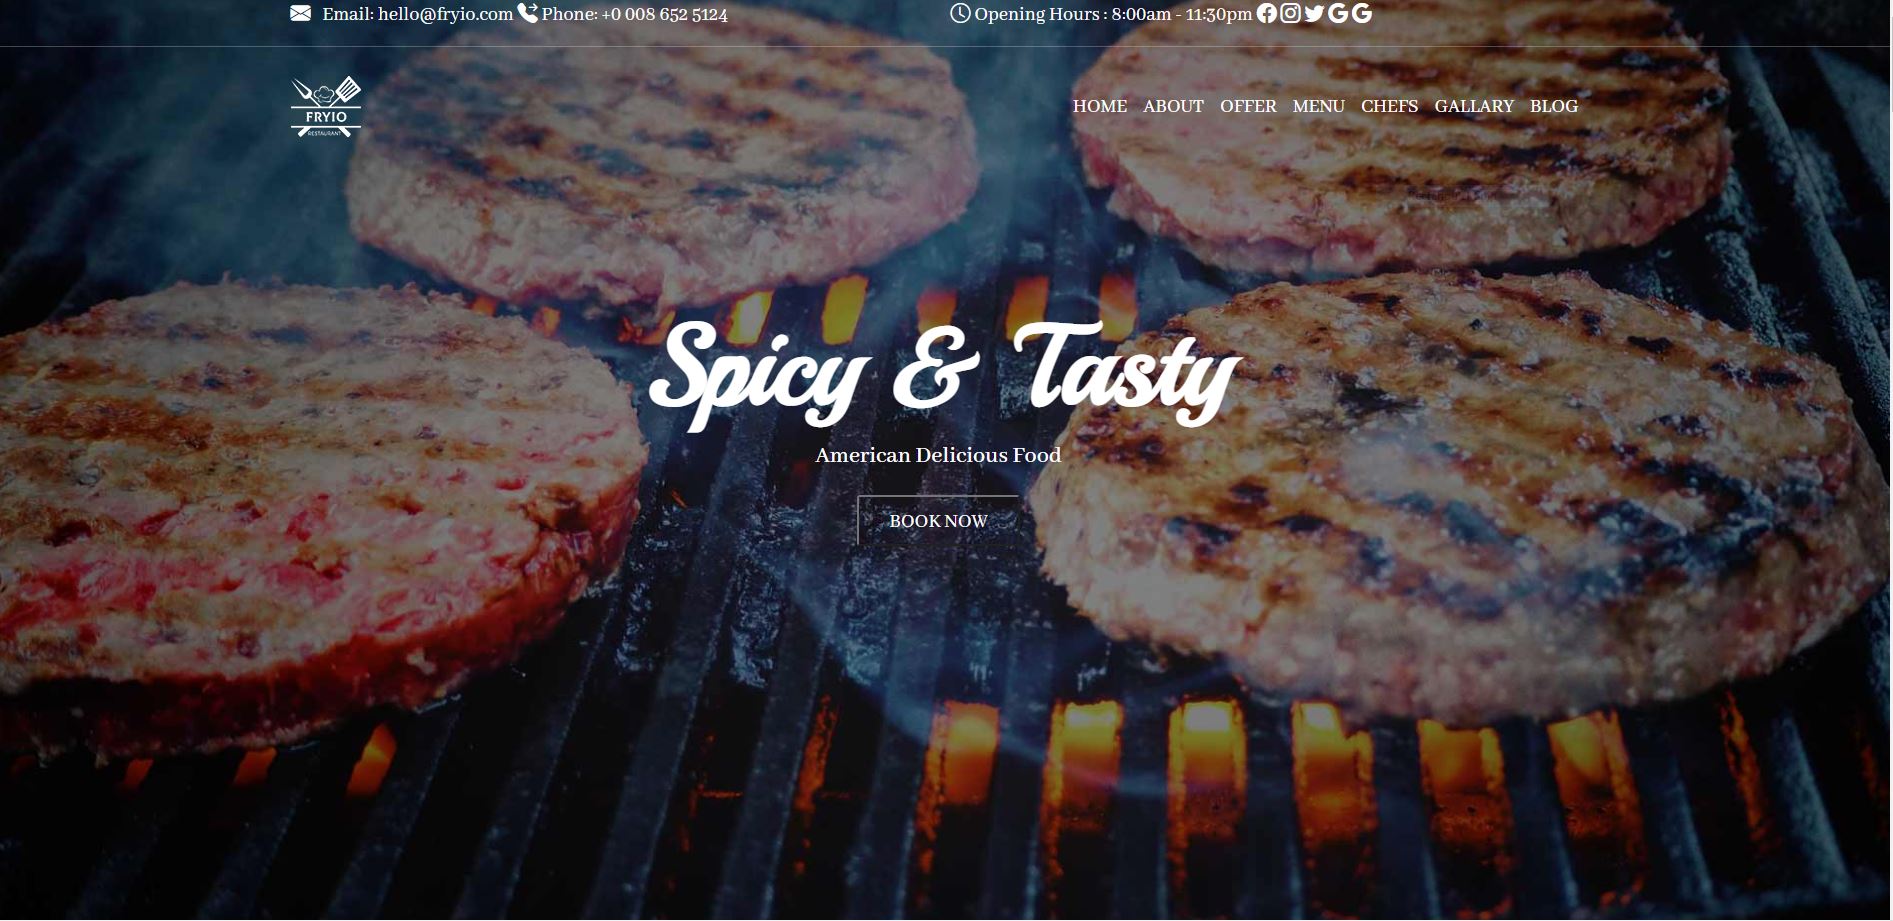 Email: hello@fryio.com Phone: +0 008 652 5124 Opening Hours : 8:00am - 11:30pm
FRYIO
RESTAURANT
HOME ABOUT OFFER MENU CHEFS GALLARY BLOG
Spicy & Tasty
American Delicious Food
BOOK NOW